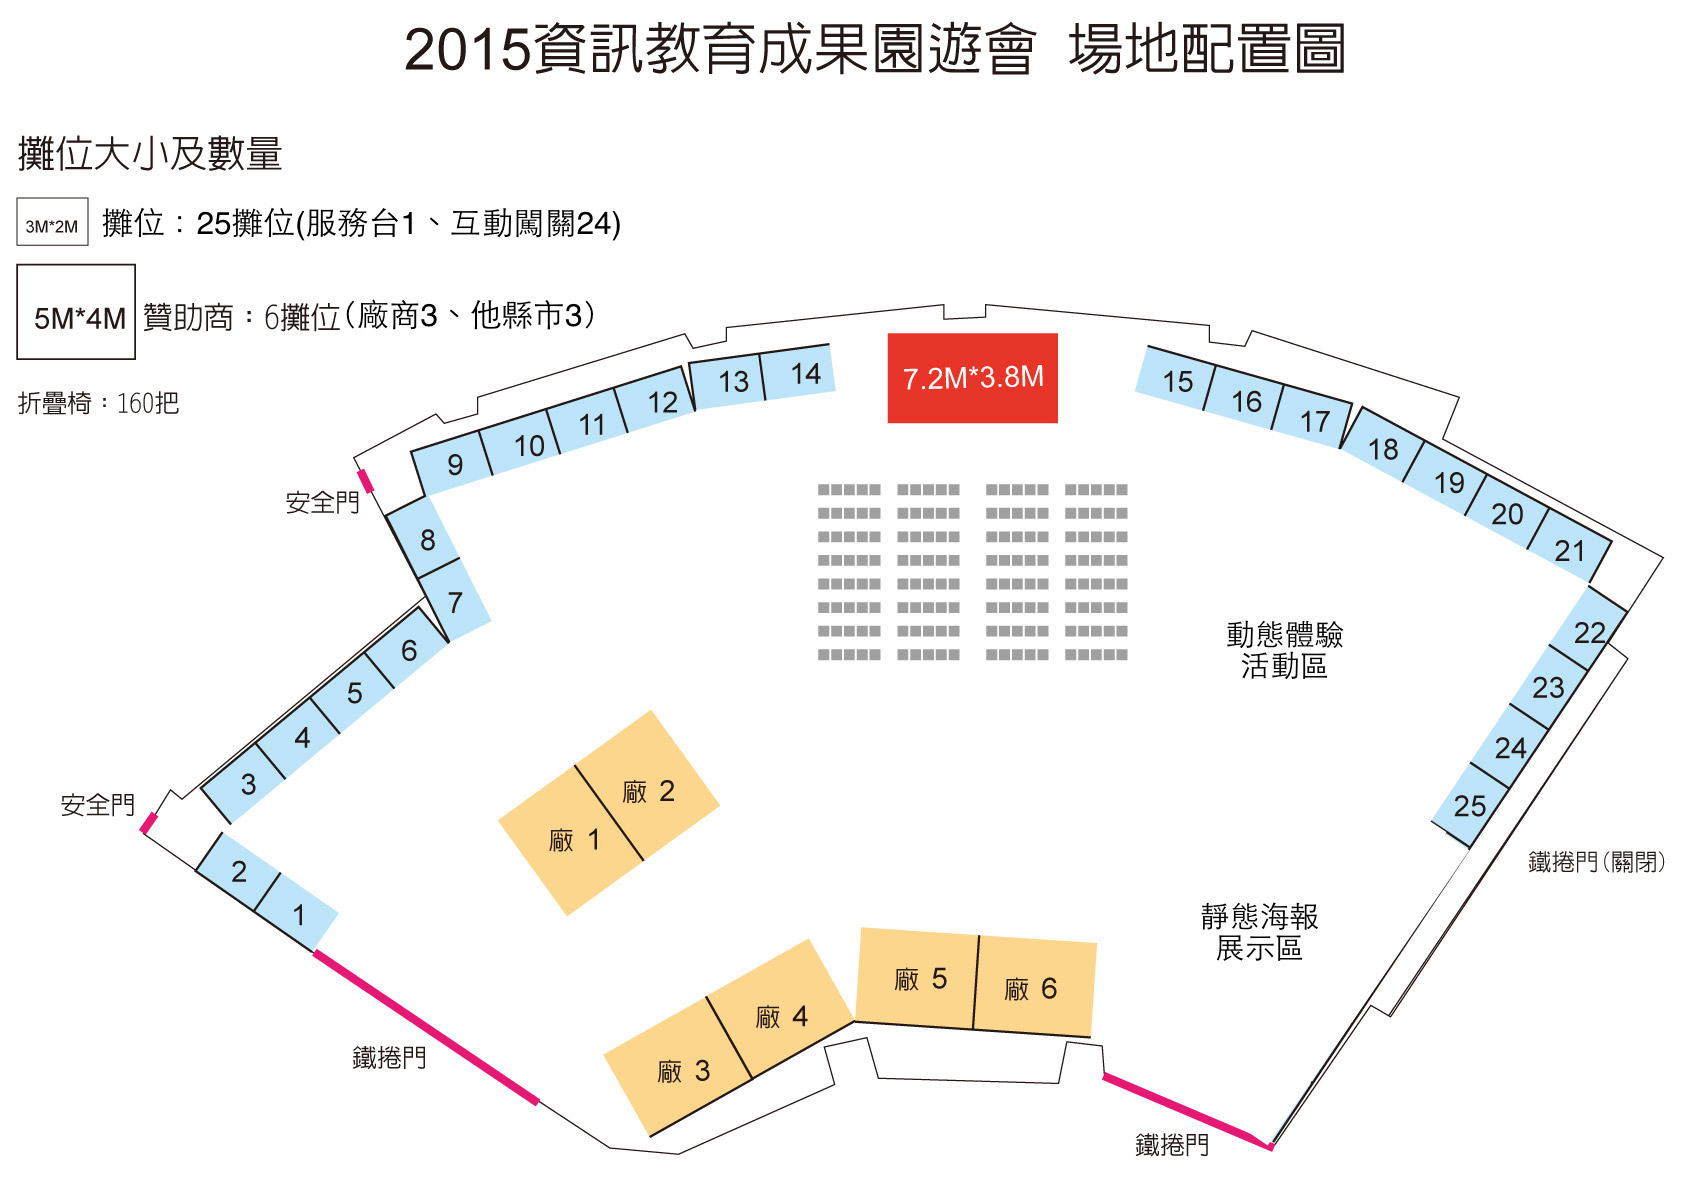 2015資訊教育成果園遊會 場地配置圖
攤位大小及數量
3M*2M 攤位：25攤位(服務台1、互動闖關24)
5M*4M 贊助商：6攤位(廠商3、他縣市3)
折疊椅：160把
7.2M*3.8M
14
13
12
11
10
9
安全門
8
7
6
5
4
3
安全門
2
1
鐵捲門
15
16
17
18
19
20
21
22
23
24
25
動態體驗
活動區
鐵捲門(關閉)
靜態海報
展示區
廠 1
廠 2
廠 3
廠 4
廠 5
廠 6
鐵捲門